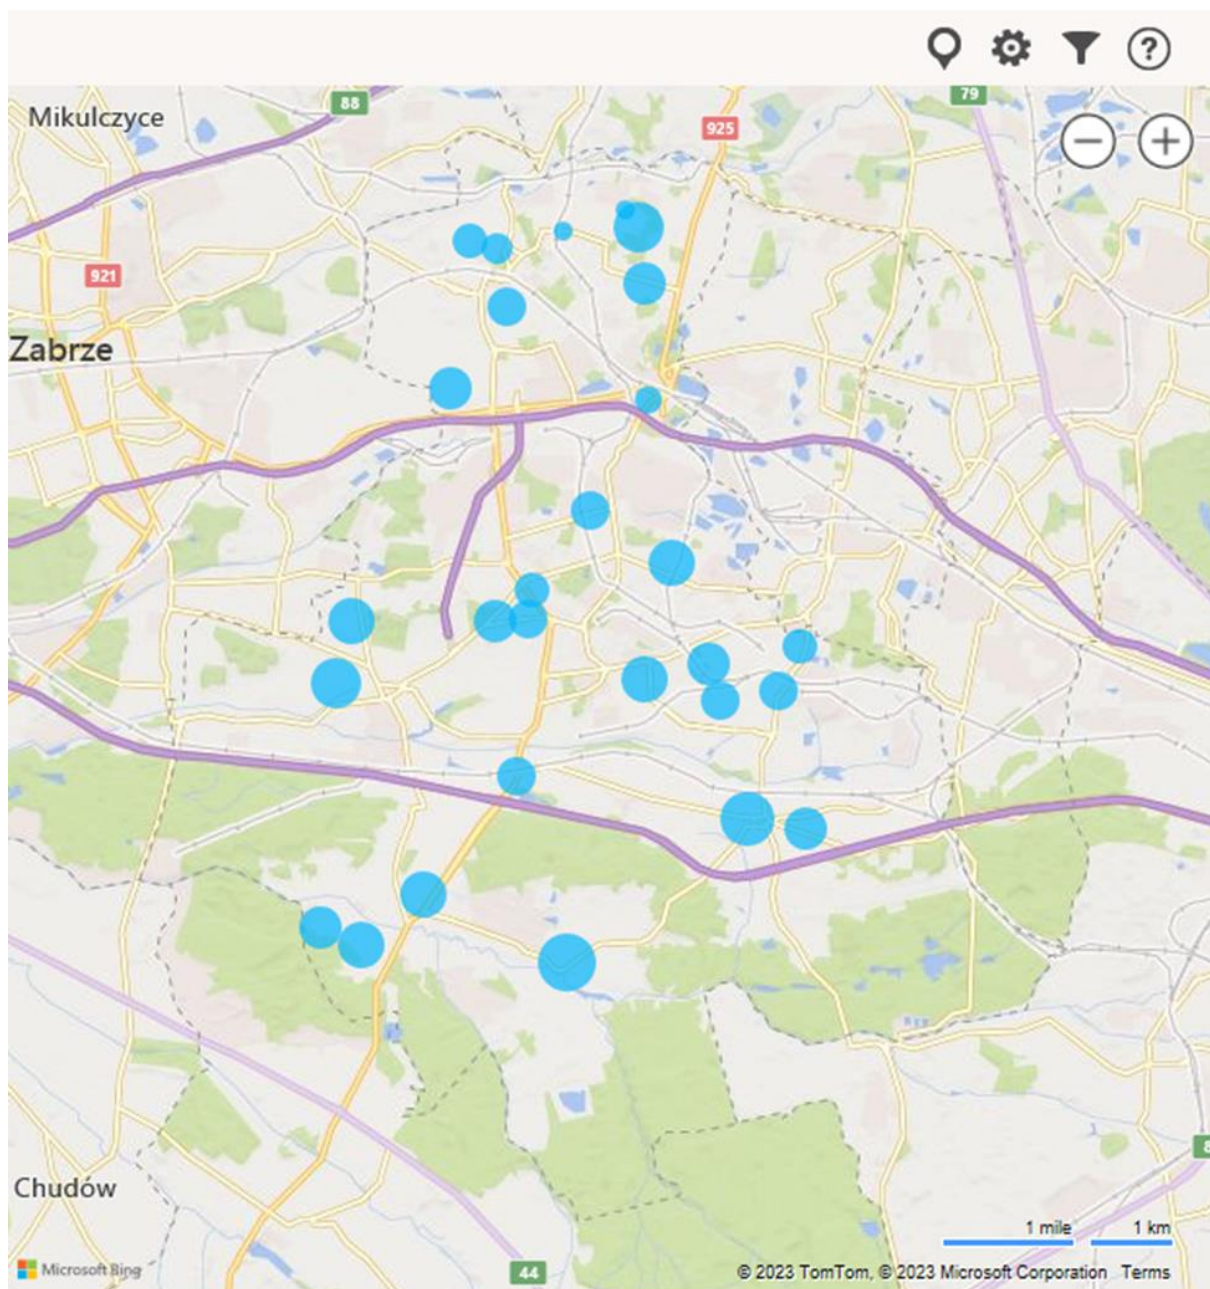 ?
79
88
Mikulczyce
925
− +
921
Zabrze
Chudów
8
1 mile 1 km
Microsoft Bing
44
© 2023 TomTom, © 2023 Microsoft Corporation Terms